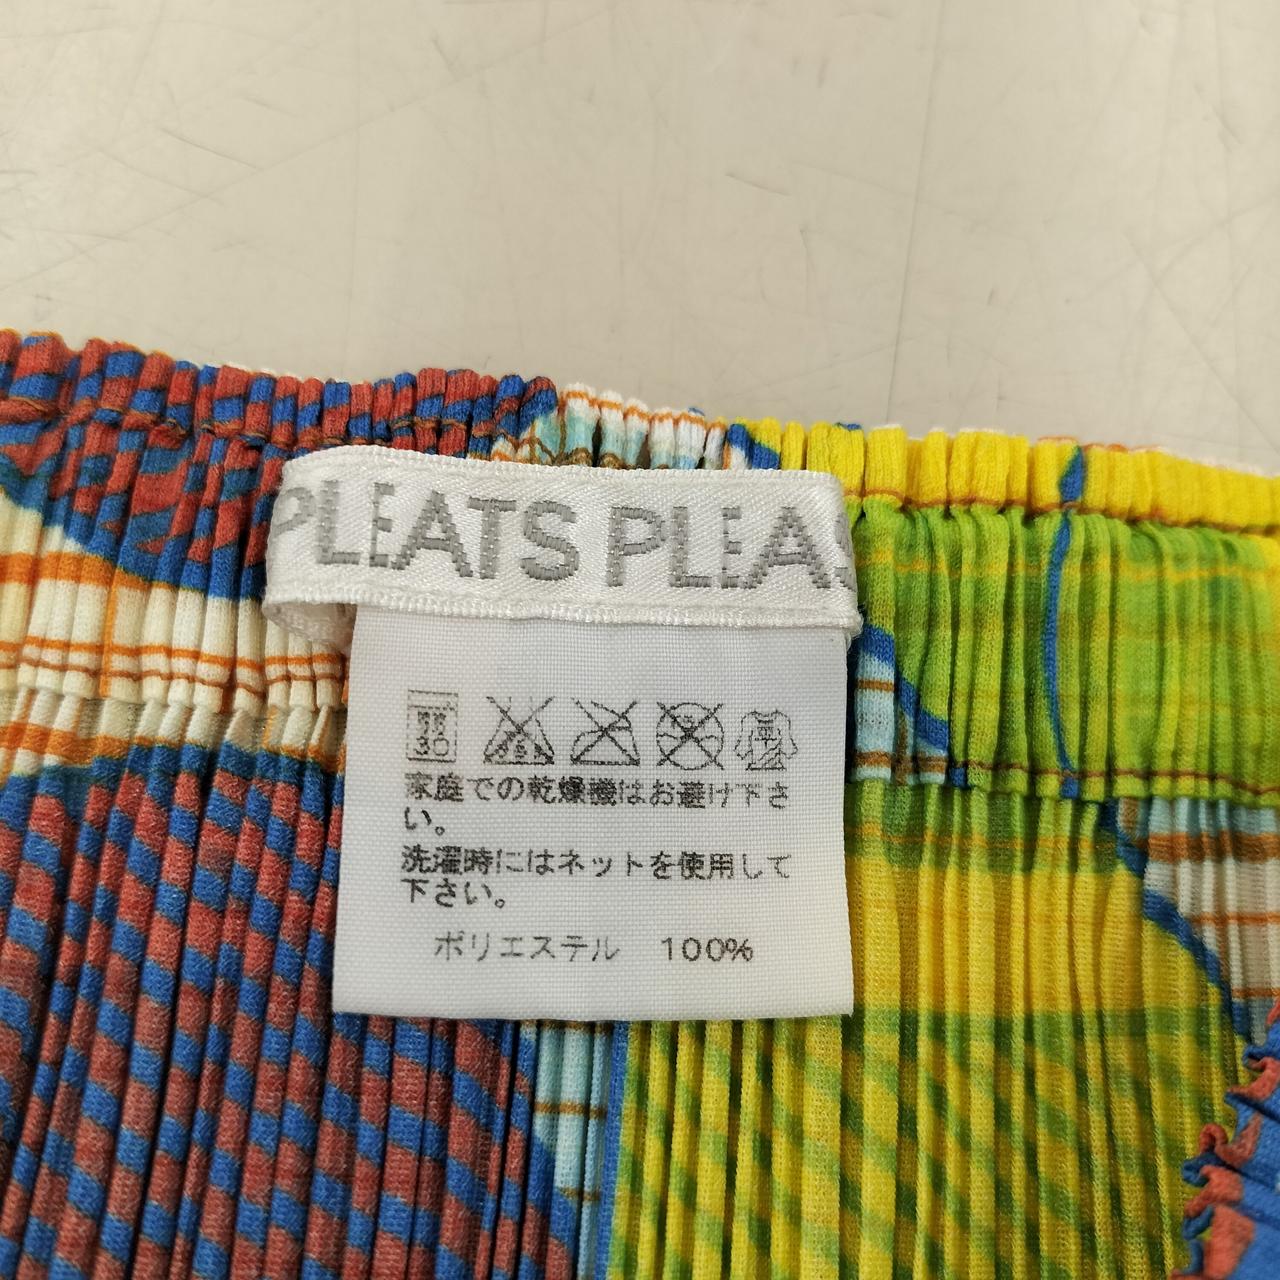 PLEATS PLEAS
30
家庭での乾燥機はお避け下さ
い。
洗濯時にはネットを使用して
下さい。
ポリエステル 100%